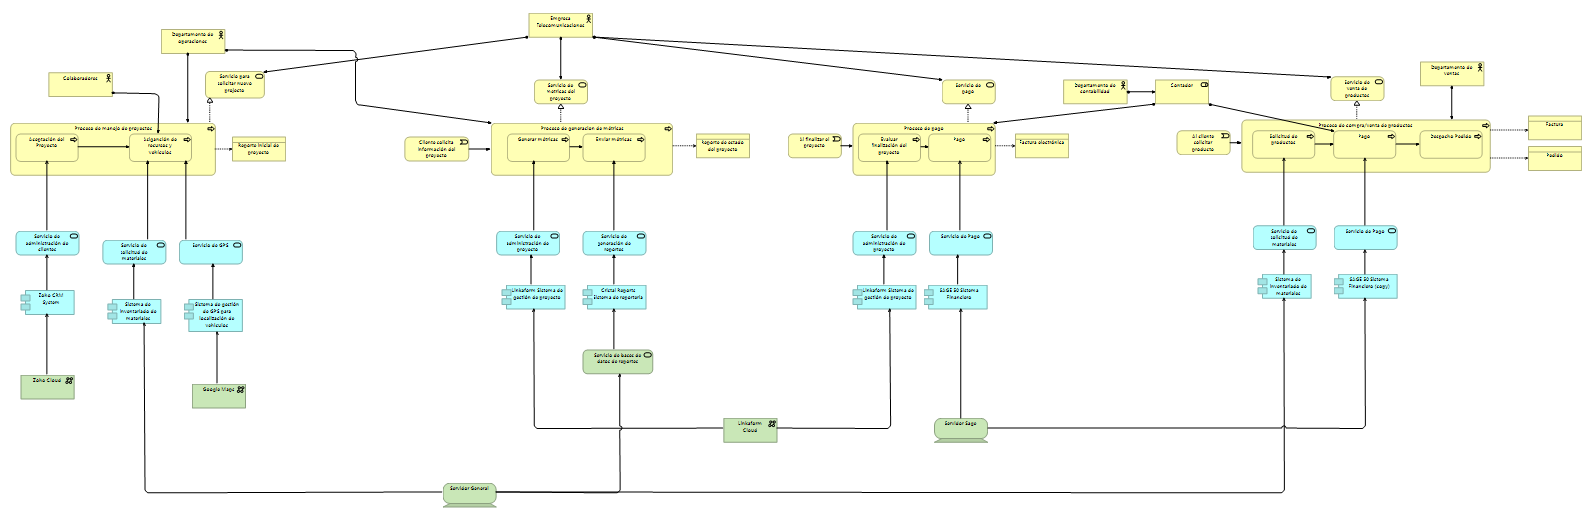 Empresa
Telecomunicaciones
Departamento de
operaciones
Colaboradores
Servicio para
solicitar nuevo
projecto
Servicio de
metricas del
proyecto
Servicio de
pago
Departamento de
contabilidad
Contador
Servicio de
venta de
productos
Departamento de
ventas
Proceso de manejo de proyectos
Aceptación del
Proyecto
Asignación de
recursos y
vehiculos
Reporte inicial de
proyecto
Cliente solicita
información del
proyecto
Proceso de generacion de métricas
Generar métricas
Enviar métricas
Reporte de estado
del proyecto
Al finalizar el
proyecto
Proceso de pago
Evaluar
finalización del
proyecto
Pago
Factura electrónica
Al cliente
solicitar
producto
Proceso de compra/venta de productos
Solicitud de
productos
Pago
Despacho Pedido
Factura
Pedido
Servicio de
administración de
clientes
Servicio de
solicitud de
materiales
Servicio de GPS
Servicio de
administración de
proyecto
Servicio de
generación de
reportes
Servicio de
administración de
proyecto
Servicio de Pago
Servicio de
solicitud de
materiales
Servicio de Pago
Zoho CRM
System
Sistema de
inventariado de
materiales
Sistema de gestión
de GPS para
localización de
vehiculos
Linkaform Sistema de
gestión de proyecto
Cristal Reports
Sistema de reporteria
Linkaform Sistema de
gestión de proyecto
SAGE 50 Sistema
Financiero
Sistema de
inventariado de
materiales
SAGE 50 Sistema
Financiero (copy)
Servicio de bases de
datos de reportes
Zoho Cloud
Google Maps
Linkaform
Cloud
Servidor Sage
Servidor General